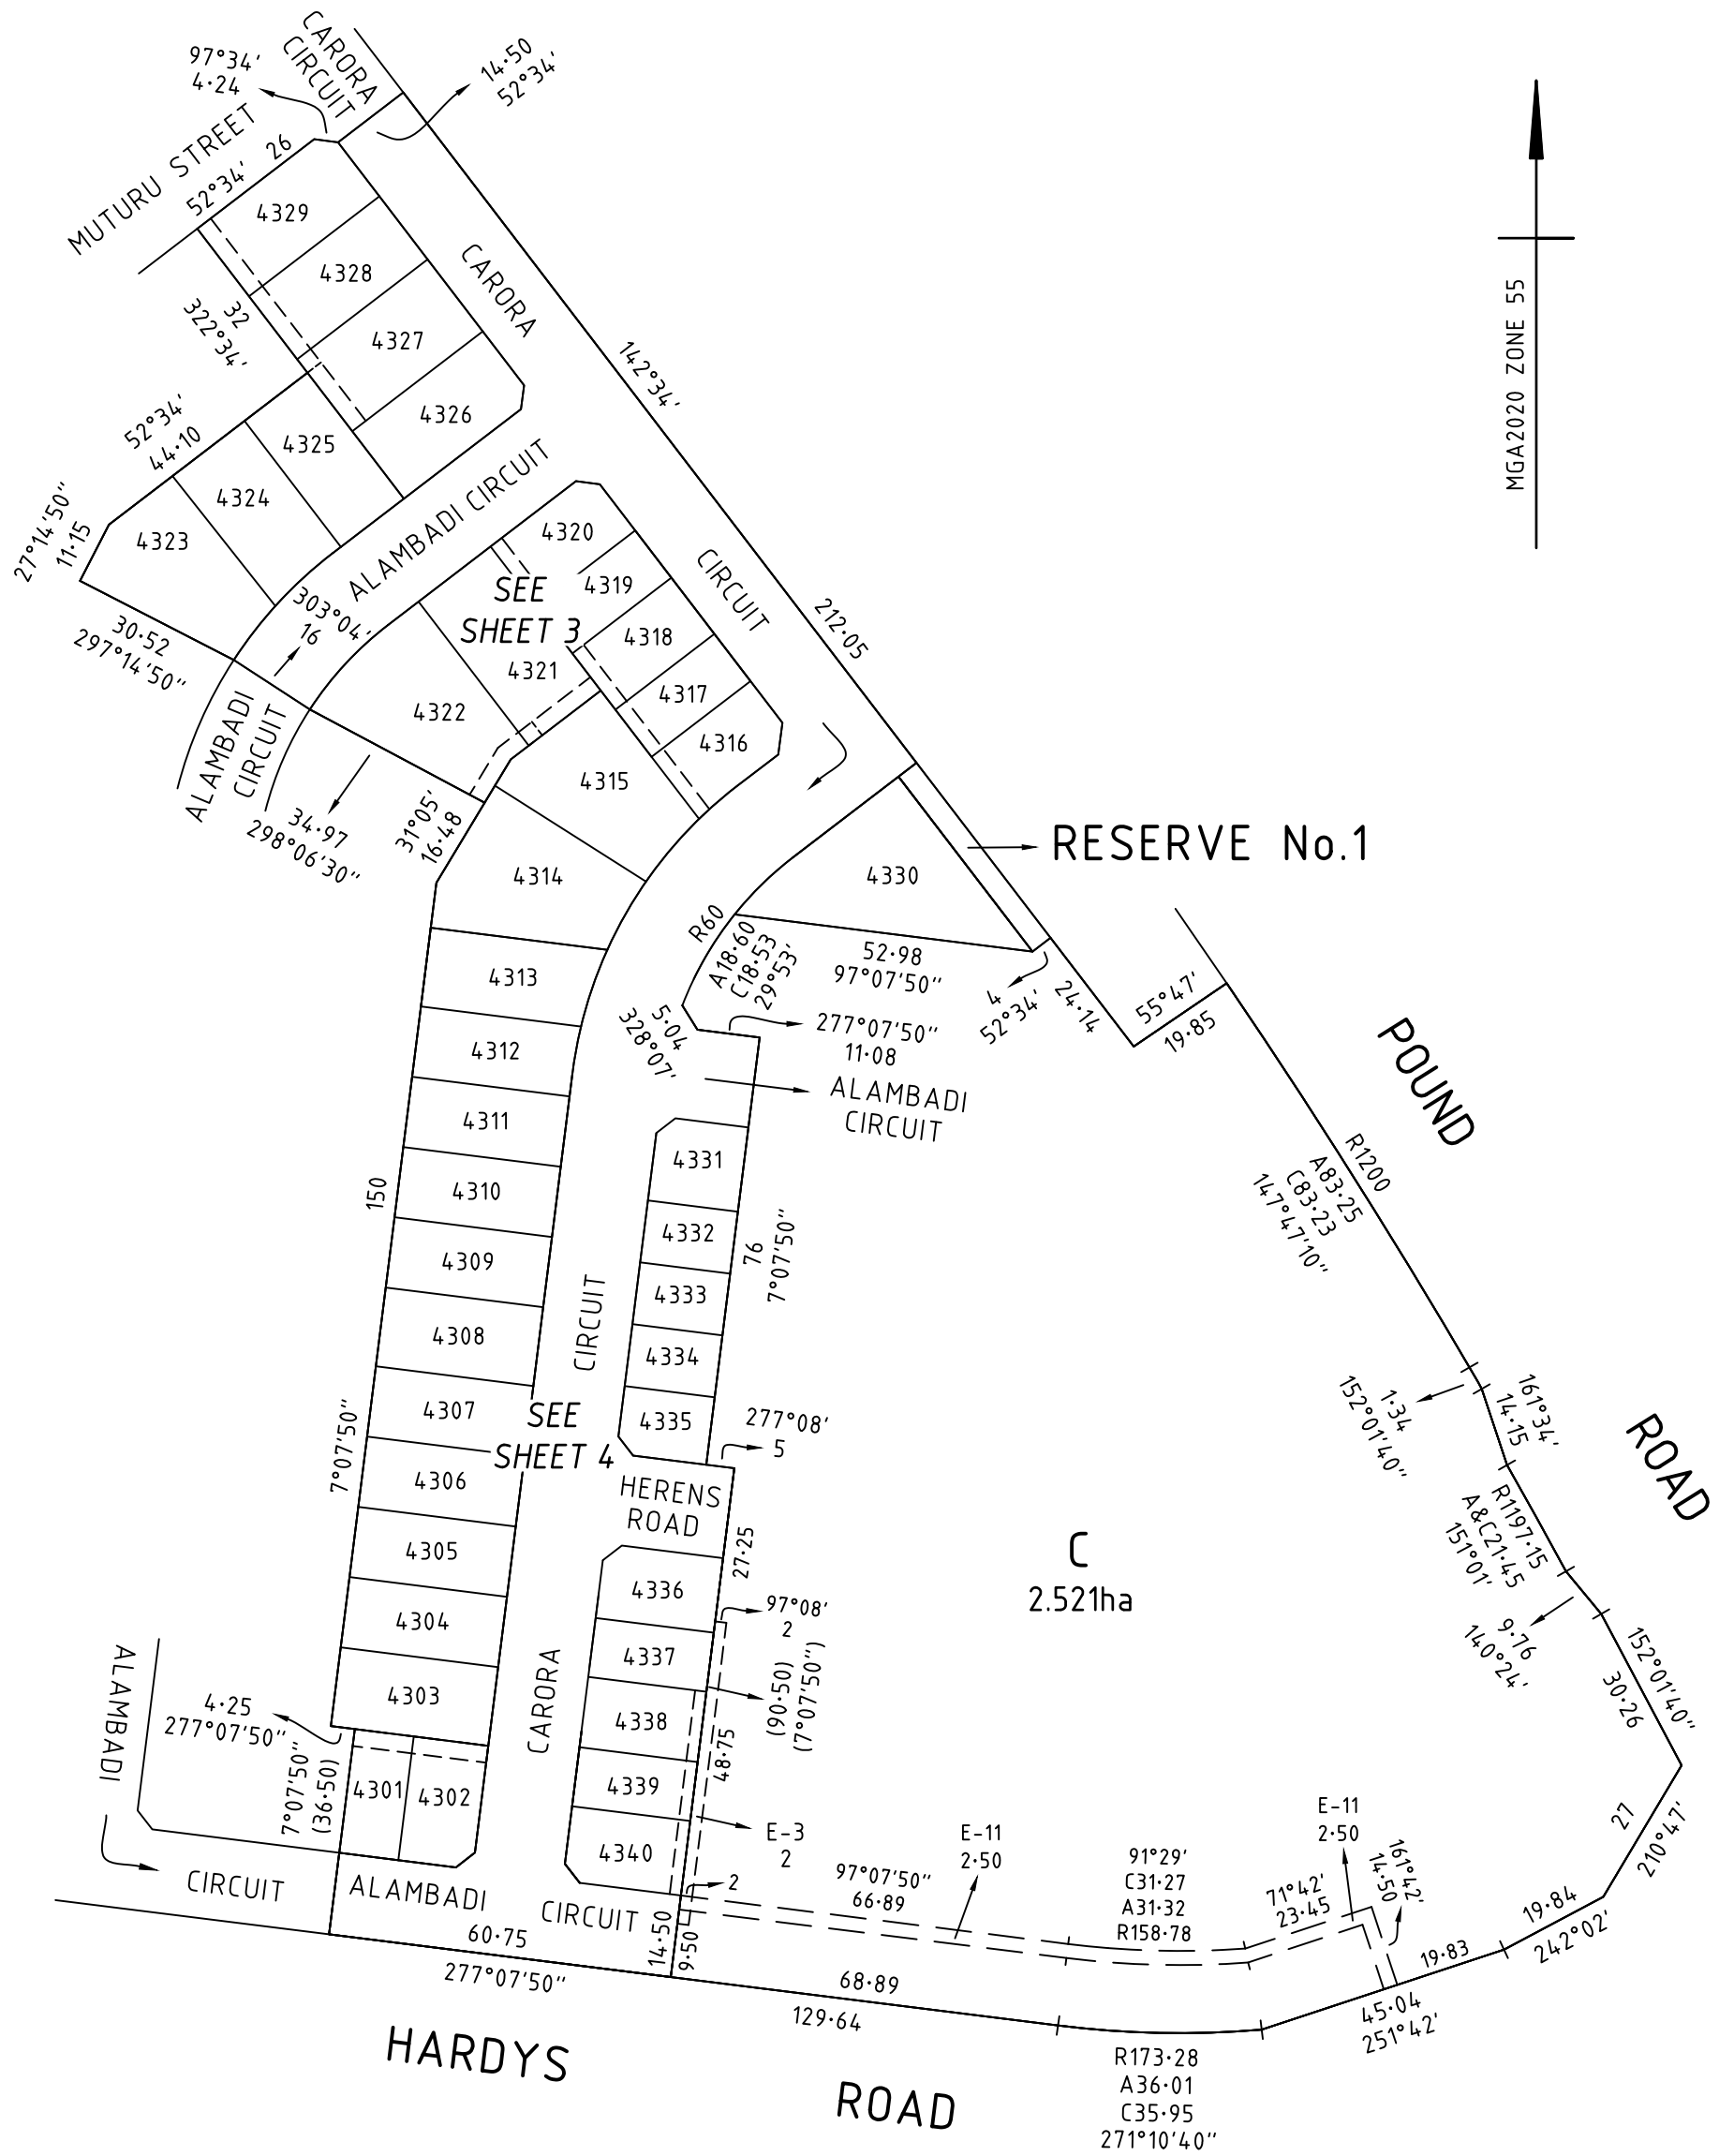 CARORA
CIRCUIT
97°34'
4·24
14·50
52°34'
MUTURU STREET
52°34'
26
4329
4328
4327
4326
32
322°34'
CARORA
142°34'
MGA2020 ZONE 55
52°34'
44·10
4325
4324
4323
27°14'50"
11·15
ALAMBADI CIRCUIT
303°04'
16
30·52
297°14'50"
4320
SEE
SHEET 3
4319
4318
4317
4316
4321
4322
CIRCUIT
212·05
ALAMBADI
CIRCUIT
34·97
298°06'30"
31°05'
16·48
4315
4314
4330
RESERVE No.1
R60
A18·60
C18·53
29°53'
52·98
97°07'50"
4
52°34'
24·14
55°47'
19·85
5·04
328°07'
277°07'50"
11·08
ALAMBADI
CIRCUIT
POUND
ROAD
R1200
A83·25
C83·23
147°47'10"
4313
4312
4311
4310
4309
4308
4307
4306
4305
4304
4303
150
7°07'50"
4331
4332
4333
4334
4335
76
7°07'50"
CIRCUIT
SEE
SHEET 4
277°08'
5
HERENS
ROAD
1·34
152°01'40"
161°34'
14·15
R1197·15
A&C21·45
151°01'
9·76
140°24'
152°01'40"
30·26
C
2.521ha
27·25
97°08'
2
(90·50)
(7°07'50")
48·75
4336
4337
4338
4339
4340
CARORA
ALAMBADI
CIRCUIT
4·25
277°07'50"
7°07'50"
(36·50)
4301
4302
ALAMBADI
CIRCUIT
E-3
2
2
14·50
9·50
97°07'50"
66·89
E-11
2·50
91°29'
C31·27
A31·32
R158·78
71°42'
23·45
E-11
2·50
161°42'
14·50
27
210°47'
19·84
242°02'
19·83
45·04
251°42'
60·75
277°07'50"
68·89
129·64
R173·28
A36·01
C35·95
271°10'40"
HARDYS
ROAD